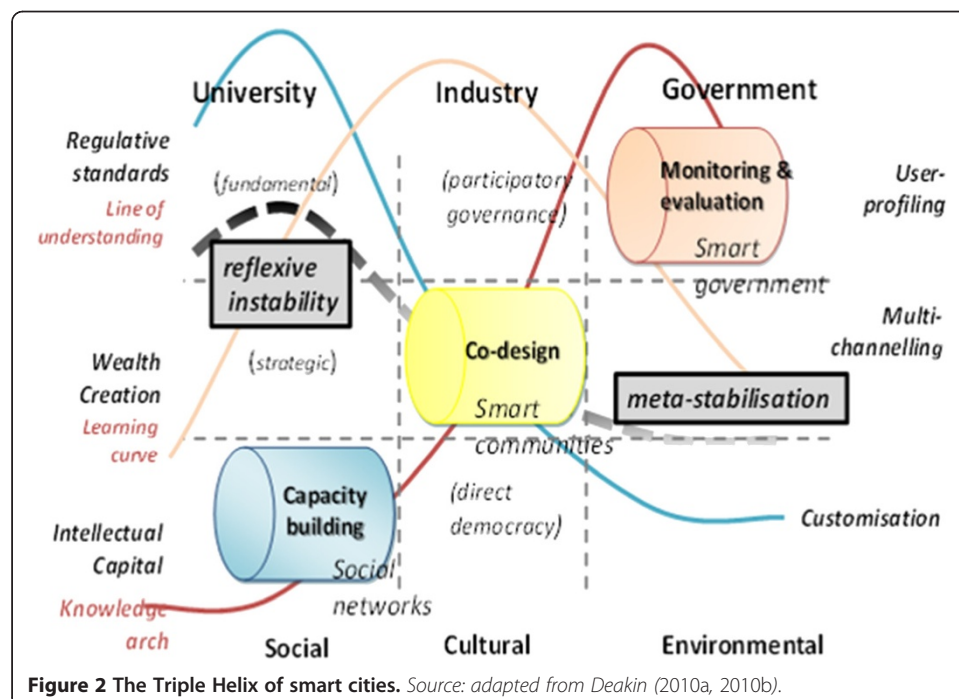 University
Industry
Government
Regulative
standards
Line of
understanding
(fundamental)
(participatory
governance)
Monitoring &
evaluation
Smart
government
User-
profiling
reflexive
instability
Multi-
channelling
Wealth
Creation
Learning
curve
(strategic)
Co-design
Smart
communities
meta-stabilisation
Capacity
building
Social
networks
(direct
democracy)
Customisation
Intellectual
Capital
Knowledge
arch
Social
Cultural
Environmental
Figure 2 The Triple Helix of smart cities. Source: adapted from Deakin (2010a, 2010b).